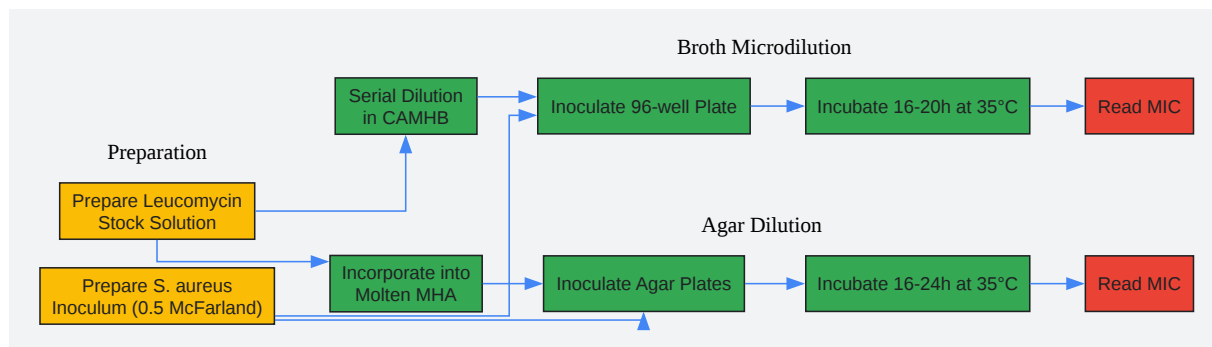 Broth Microdilution
Serial Dilution
in CAMHB
Inoculate 96-well Plate
Incubate 16-20h at 35°C
Read MIC
Preparation
Prepare Leucomycin
Stock Solution
Prepare S. aureus
Inoculum (0.5 McFarland)
Agar Dilution
Incorporate into
Molten MHA
Inoculate Agar Plates
Incubate 16-24h at 35°C
Read MIC